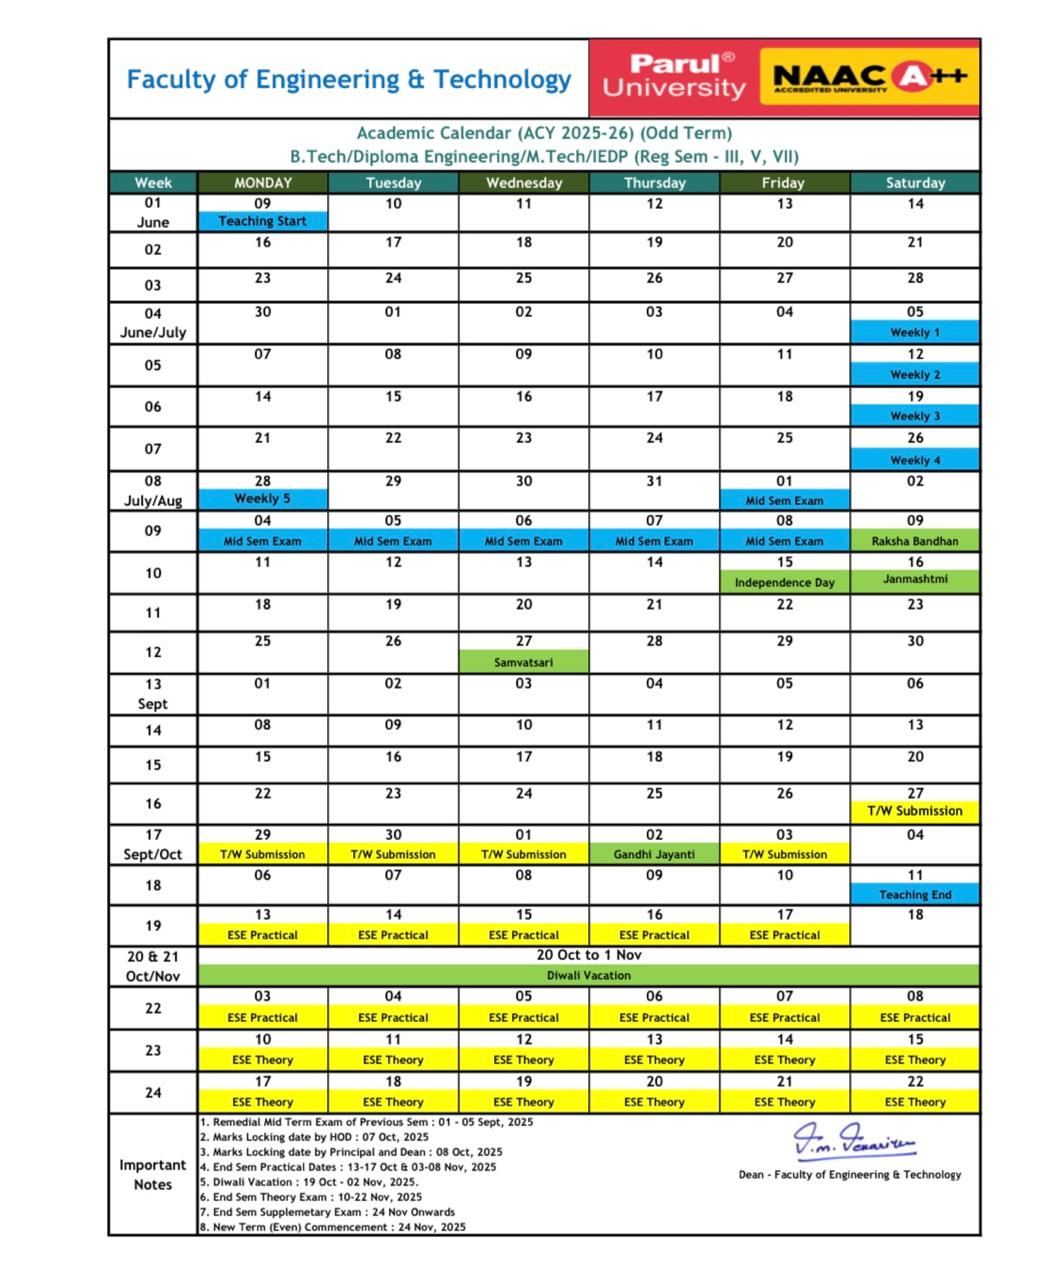 Faculty of Engineering & Technology
Parul®
University
NAAC A++
ACCREDITED UNIVERSITY
Academic Calendar (ACY 2025-26) (Odd Term)
B.Tech/Diploma Engineering/M.Tech/IEDP (Reg Sem - III, V, VII)
Week MONDAY Tuesday Wednesday Thursday Friday Saturday
01 09 10 11 12 13 14
June Teaching Start
02 16 17 18 19 20 21
03 23 24 25 26 27 28
04 30 01 02 03 04 05
June/July Weekly 1
05 07 08 09 10 11 12
Weekly 2
06 14 15 16 17 18 19
Weekly 3
07 21 22 23 24 25 26
Weekly 4
08 28 29 30 31 01 02
July/Aug Weekly 5 Mid Sem Exam
09 04 05 06 07 08 09
Mid Sem Exam Mid Sem Exam Mid Sem Exam Mid Sem Exam Mid Sem Exam Raksha Bandhan
10 11 12 13 14 15 16
Independence Day Janmashtmi
11 18 19 20 21 22 23
12 25 26 27 28 29 30
Samvatsari
13 01 02 03 04 05 06
Sept
14 08 09 10 11 12 13
15 15 16 17 18 19 20
16 22 23 24 25 26 27
T/W Submission
17 29 30 01 02 03 04
Sept/Oct T/W Submission T/W Submission T/W Submission Gandhi Jayanti T/W Submission
18 06 07 08 09 10 11
Teaching End
19 13 14 15 16 17 18
ESE Practical ESE Practical ESE Practical ESE Practical ESE Practical
20 & 21 20 Oct to 1 Nov
Oct/Nov Diwali Vacation
22 03 04 05 06 07 08
ESE Practical ESE Practical ESE Practical ESE Practical ESE Practical ESE Practical
23 10 11 12 13 14 15
ESE Theory ESE Theory ESE Theory ESE Theory ESE Theory ESE Theory
24 17 18 19 20 21 22
ESE Theory ESE Theory ESE Theory ESE Theory ESE Theory ESE Theory
Important Notes
1. Remedial Mid Term Exam of Previous Sem : 01 - 05 Sept, 2025
2. Marks Locking date by HOD : 07 Oct, 2025
3. Marks Locking date by Principal and Dean : 08 Oct, 2025
4. End Sem Practical Dates : 13-17 Oct & 03-08 Nov, 2025
5. Diwali Vacation : 19 Oct - 02 Nov, 2025.
6. End Sem Theory Exam : 10-22 Nov, 2025
7. End Sem Supplemetary Exam : 24 Nov Onwards
8. New Term (Even) Commencement : 24 Nov, 2025
Dean - Faculty of Engineering & Technology